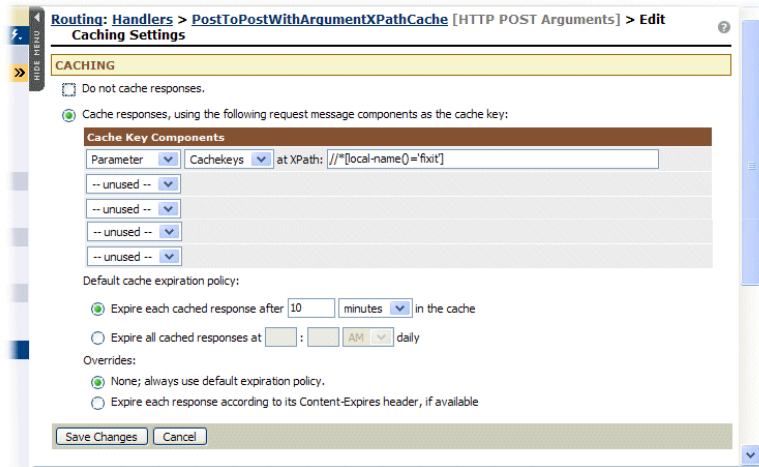 Routing: Handlers > PostToPostWithArgumentXPathCache [HTTP POST Arguments] > Edit
Caching Settings
?
HIDE MENU
CACHING
Do not cache responses.
Cache responses, using the following request message components as the cache key:
Cache Key Components
Parameter Cachekeys at XPath: //*[local-name()='fixit']
-- unused --
-- unused --
-- unused --
-- unused --
Default cache expiration policy:
Expire each cached response after 10 minutes in the cache
Expire all cached responses at : AM daily
Overrides:
None; always use default expiration policy.
Expire each response according to its Content-Expires header, if available
Save Changes Cancel